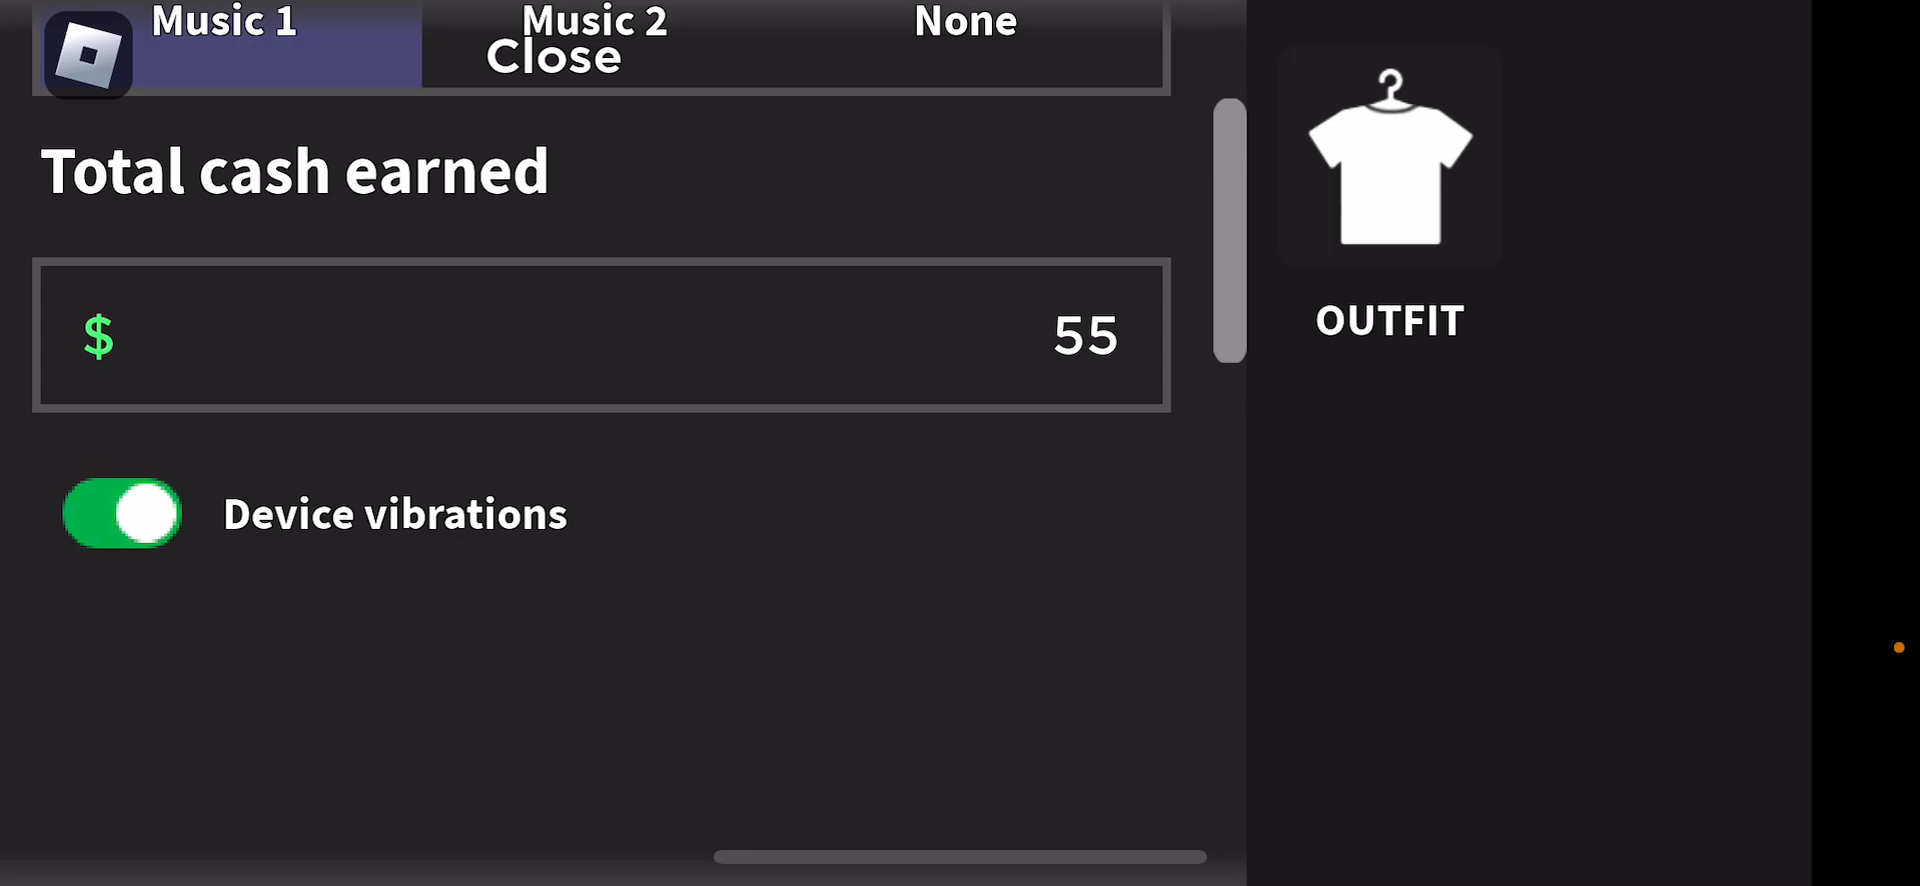 Music 1
Music 2
None
Close
Total cash earned
$ 55
OUTFIT
Device vibrations